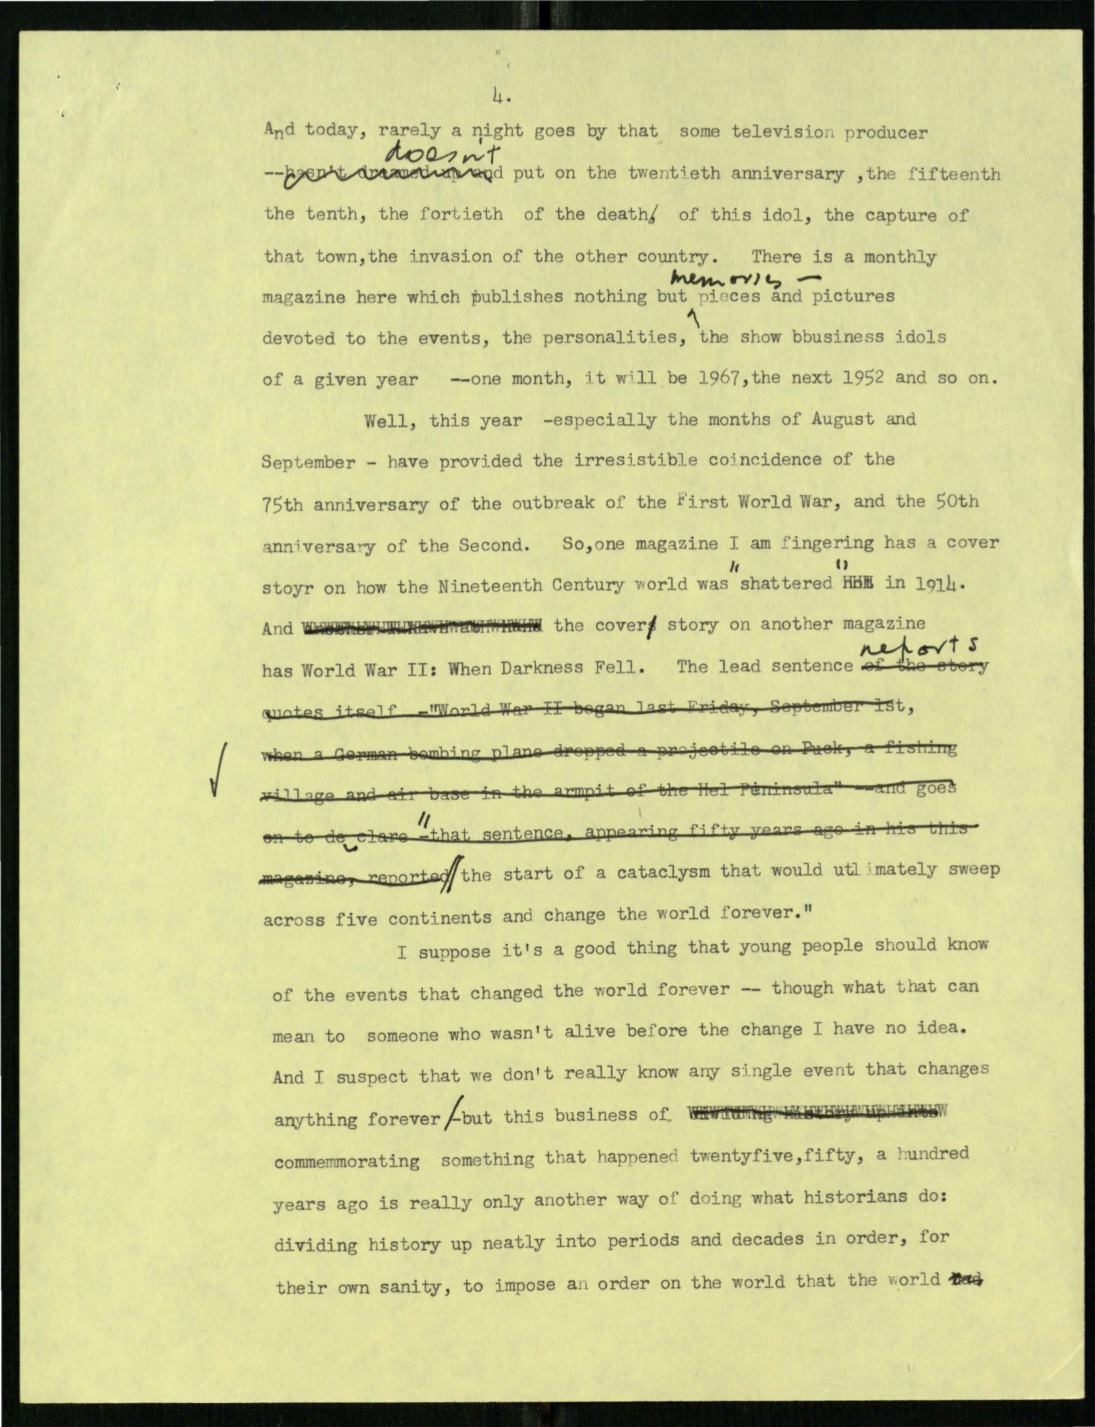 4.
And today, rarely a night goes by that some television producer
doesn't
--hasn't and put on the twentieth anniversary ,the fifteenth
the tenth, the fortieth of the death, of this idol, the capture of
that town,the invasion of the other country. There is a monthly
memories —
magazine here which publishes nothing but pieces and pictures
devoted to the events, the personalities, the show bbusiness idols
of a given year --one month, it will be 1967,the next 1952 and so on.
Well, this year -especially the months of August and
September - have provided the irresistible coincidence of the
75th anniversary of the outbreak of the First World War, and the 50th
anniversary of the Second. So,one magazine I am fingering has a cover
stoyr on how the Nineteenth Century world was "shattered" in 1914.
And the cover story on another magazine
reports
has World War II: When Darkness Fell. The lead sentence of the story
quotes itself -"World War II began last Friday, September 1st,
when a German bombing plane dropped a projectile on Puck, a fishing
village and air base in the armpit of the Hel Peninsula" --and goes
on to de clare "-that sentence, appearing fifty years ago in his this
magazine, reported "the start of a cataclysm that would utlimately sweep
across five continents and change the world forever."
I suppose it's a good thing that young people should know
of the events that changed the world forever -- though what that can
mean to someone who wasn't alive before the change I have no idea.
And I suspect that we don't really know any single event that changes
anything forever/-but this business of
commemmorating something that happened twentyfive,fifty, a hundred
years ago is really only another way of doing what historians do:
dividing history up neatly into periods and decades in order, for
their own sanity, to impose an order on the world that the world had